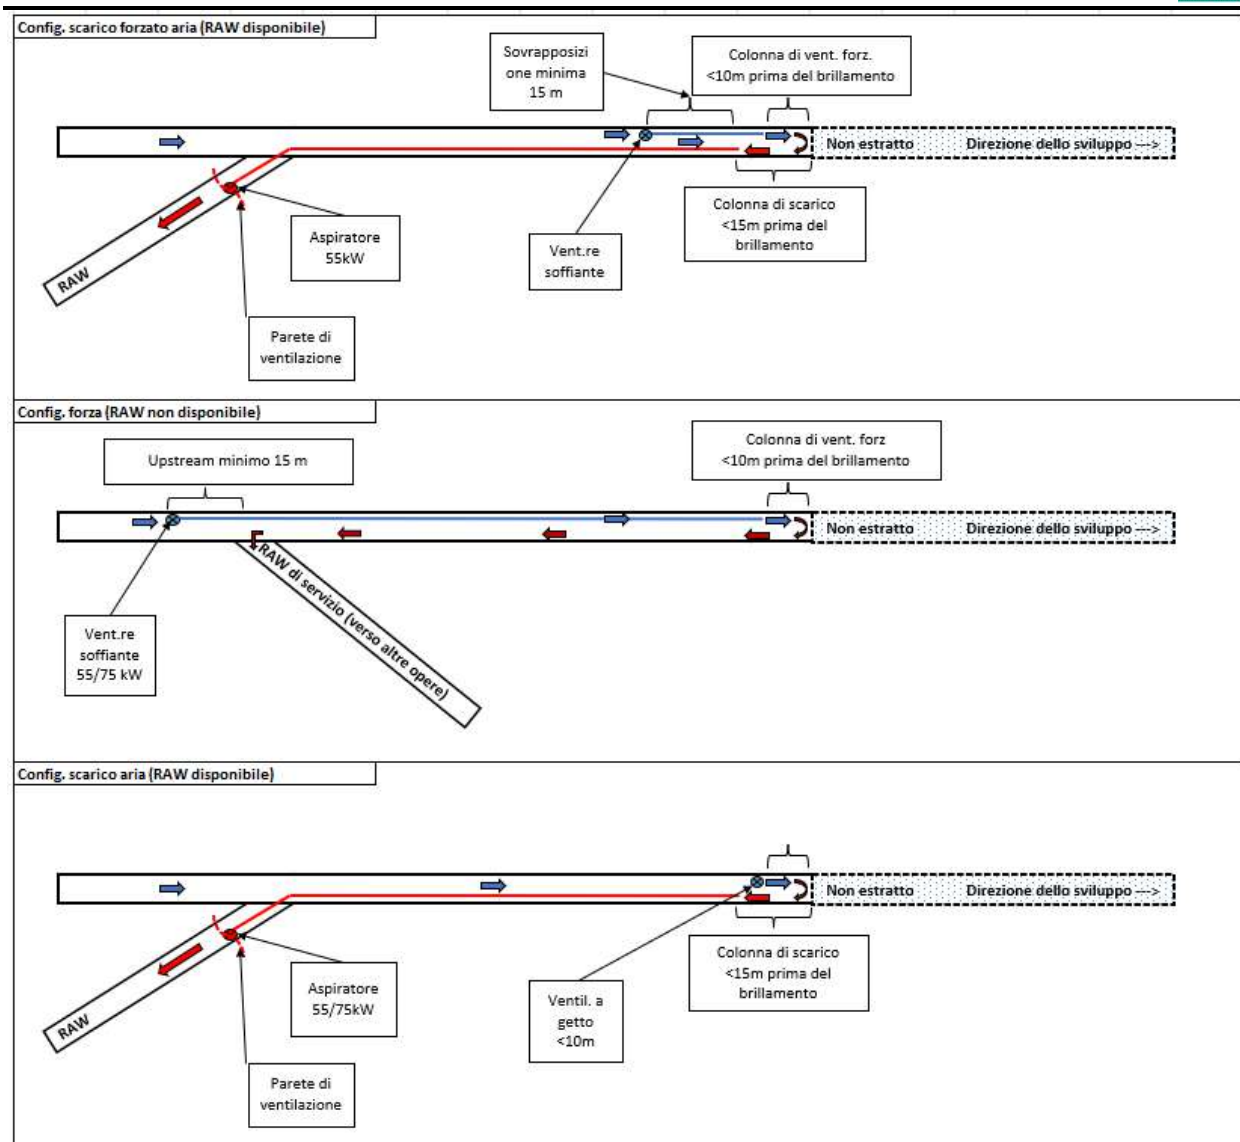 Config. scarico forzato aria (RAW disponibile)
Sovrapposizi
one minima
15 m
Colonna di vent. forz.
<10m prima del brillamento
Non estratto
Direzione dello sviluppo --->
Colonna di scarico
<15m prima del
brillamento
Aspiratore
55kW
Vent.re
soffiante
RAW
Parete di
ventilazione
Config. forza (RAW non disponibile)
Upstream minimo 15 m
Colonna di vent. forz
<10m prima del brillamento
Non estratto
Direzione dello sviluppo --->
RAW di servizio (verso altre opere)
Vent.re
soffiante
55/75 kW
Config. scarico aria (RAW disponibile)
Non estratto
Direzione dello sviluppo --->
Colonna di scarico
<15m prima del
brillamento
Aspiratore
55/75kW
Ventil. a
getto
<10m
RAW
Parete di
ventilazione